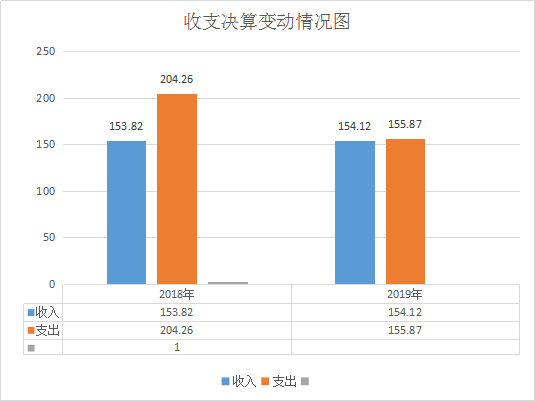 收支决算变动情况图
250
200
150
100
50
0
204.26
153.82
154.12
155.87
2018年 2019年
收入 153.82 154.12
支出 204.26 155.87
1
收入 支出